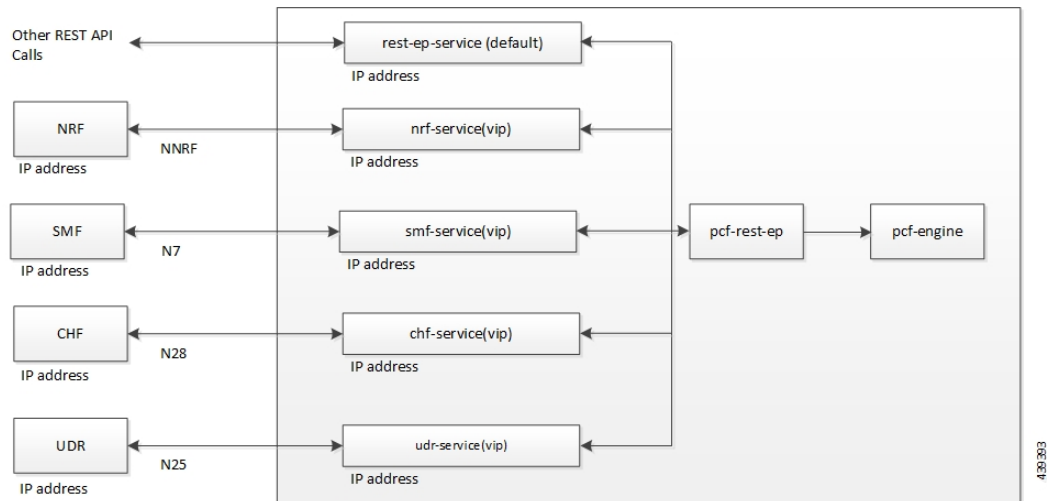 Other REST API
Calls
rest-ep-service (default)
IP address
NRF
IP address
NNRF
nrf-service(vip)
IP address
SMF
IP address
N7
smf-service(vip)
IP address
pcf-rest-ep
pcf-engine
CHF
IP address
N28
chf-service(vip)
IP address
UDR
IP address
N25
udr-service(vip)
IP address
439393